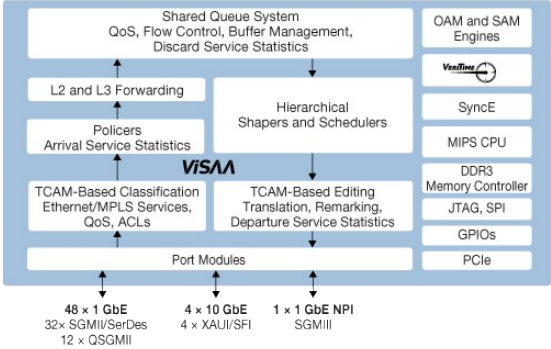 Shared Queue System
QoS, Flow Control, Buffer Management,
Discard Service Statistics
L2 and L3 Forwarding
Policers
Arrival Service Statistics
Hierarchical
Shapers and Schedulers
ViSAA
TCAM-Based Classification
Ethernet/MPLS Services,
QoS, ACLs
TCAM-Based Editing
Translation, Remarking,
Departure Service Statistics
Port Modules
OAM and SAM
Engines
VeriTime
SyncE
MIPS CPU
DDR3
Memory Controller
JTAG, SPI
GPIOs
PCIe
48 × 1 GbE
32× SGMII/SerDes
12 × QSGMII
4 × 10 GbE
4 × XAUI/SFI
1 × 1 GbE NPI
SGMIII